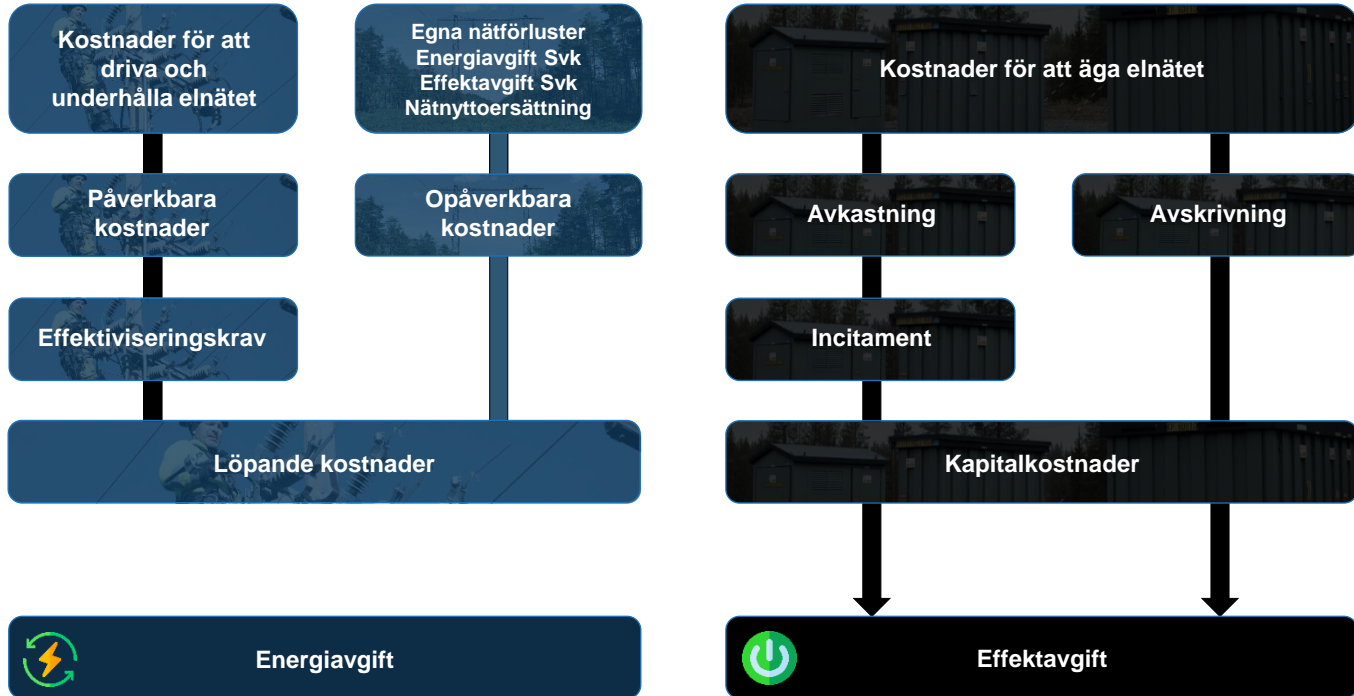 Kostnader för att
driva och
underhålla elnätet
Egna nätförluster
Energiavgift Svk
Effektavgift Svk
Nätnyttoersättning
Kostnader för att äga elnätet
Påverkbara
kostnader
Opåverkbara
kostnader
Avkastning
Avskrivning
Effektiviseringskrav
Incitament
Löpande kostnader
Kapitalkostnader
Energiavgift
Effektavgift